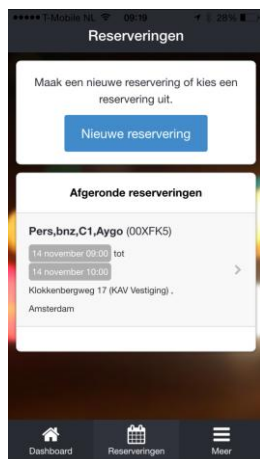 T-Mobile NL 09:19 28%
Reserveringen
Maak een nieuwe reservering of kies een
reservering uit.
Nieuwe reservering
Afgeronde reserveringen
Pers,bnz,C1,Aygo (00XFK5)
14 november 09:00 tot
14 november 10:00
Klokkenbergweg 17 (KAV Vestiging) ,
Amsterdam
Dashboard Reserveringen Meer